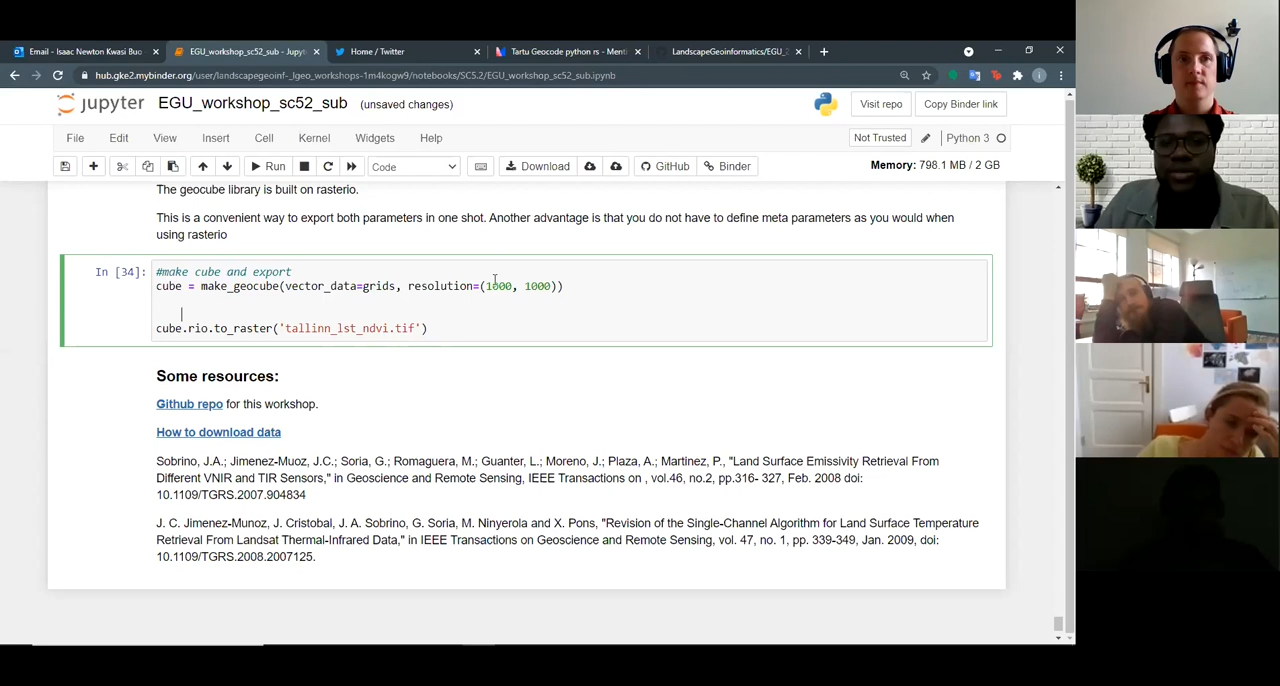 Email - Isaac Newton Kwasi Buo
EGU_workshop_sc52_sub - Jupyt
Home / Twitter
Tartu Geocode python rs - Menti
LandscapeGeoinformatics/EGU_2
hub.gke2.mybinder.org/user/landscapegeoinf-_lgeo_workshops-1m4kogw9/notebooks/SC5.2/EGU_workshop_sc52_sub.ipynb
jupyter EGU_workshop_sc52_sub (unsaved changes)
Visit repo
Copy Binder link
File Edit View Insert Cell Kernel Widgets Help
Not Trusted
Python 3
Run
Code
Download
GitHub
Binder
Memory: 798.1 MB / 2 GB
The geocube library is built on rasterio.
This is a convenient way to export both parameters in one shot. Another advantage is that you do not have to define meta parameters as you would when
using rasterio
In [34]: #make cube and export
cube = make_geocube(vector_data=grids, resolution=(1000, 1000))
cube.rio.to_raster('tallinn_lst_ndvi.tif')
Some resources:
Github repo for this workshop.
How to download data
Sobrino, J.A.; Jimenez-Muoz, J.C.; Soria, G.; Romaguera, M.; Guanter, L.; Moreno, J.; Plaza, A.; Martinez, P., "Land Surface Emissivity Retrieval From
Different VNIR and TIR Sensors," in Geoscience and Remote Sensing, IEEE Transactions on , vol.46, no.2, pp.316- 327, Feb. 2008 doi:
10.1109/TGRS.2007.904834
J. C. Jimenez-Munoz, J. Cristobal, J. A. Sobrino, G. Soria, M. Ninyerola and X. Pons, "Revision of the Single-Channel Algorithm for Land Surface Temperature
Retrieval From Landsat Thermal-Infrared Data," in IEEE Transactions on Geoscience and Remote Sensing, vol. 47, no. 1, pp. 339-349, Jan. 2009, doi:
10.1109/TGRS.2008.2007125.